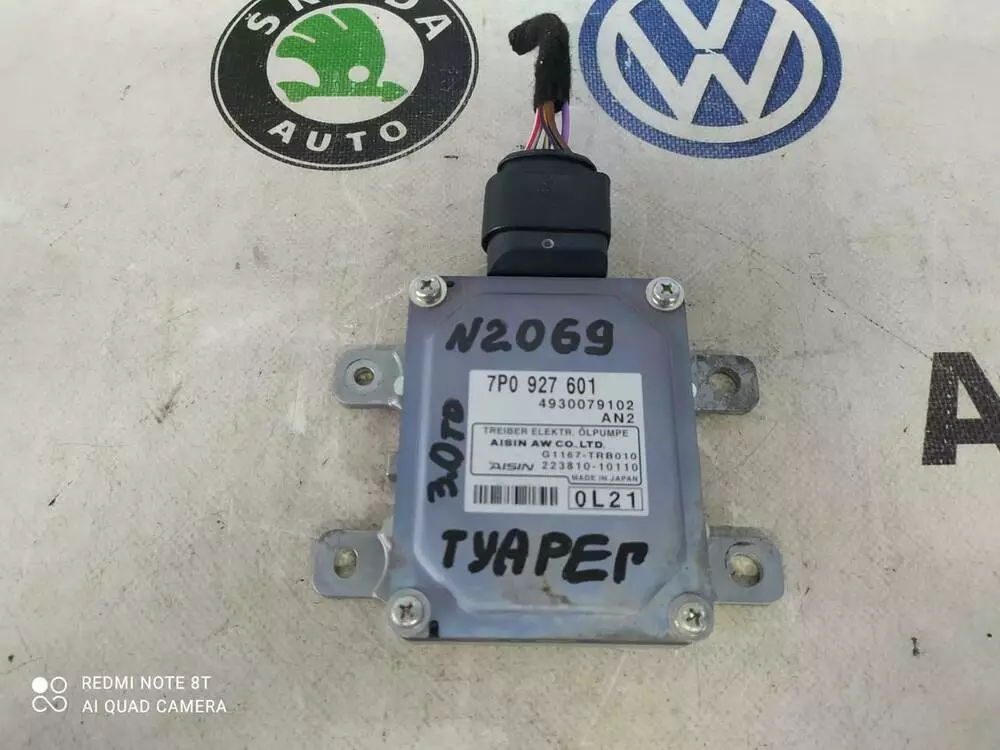 ŠKODA
AUTO
N2069
7P0 927 601
4930079102
AN2
TREIBER ELEKTR. ÖLPUMPE
AISIN AW CO.,LTD.
G1167-TRB010
AISIN 223810-10110
MADE IN JAPAN
0L21
3.0TD
ТУАРЕГ
A
A
REDMI NOTE 8T
AI QUAD CAMERA